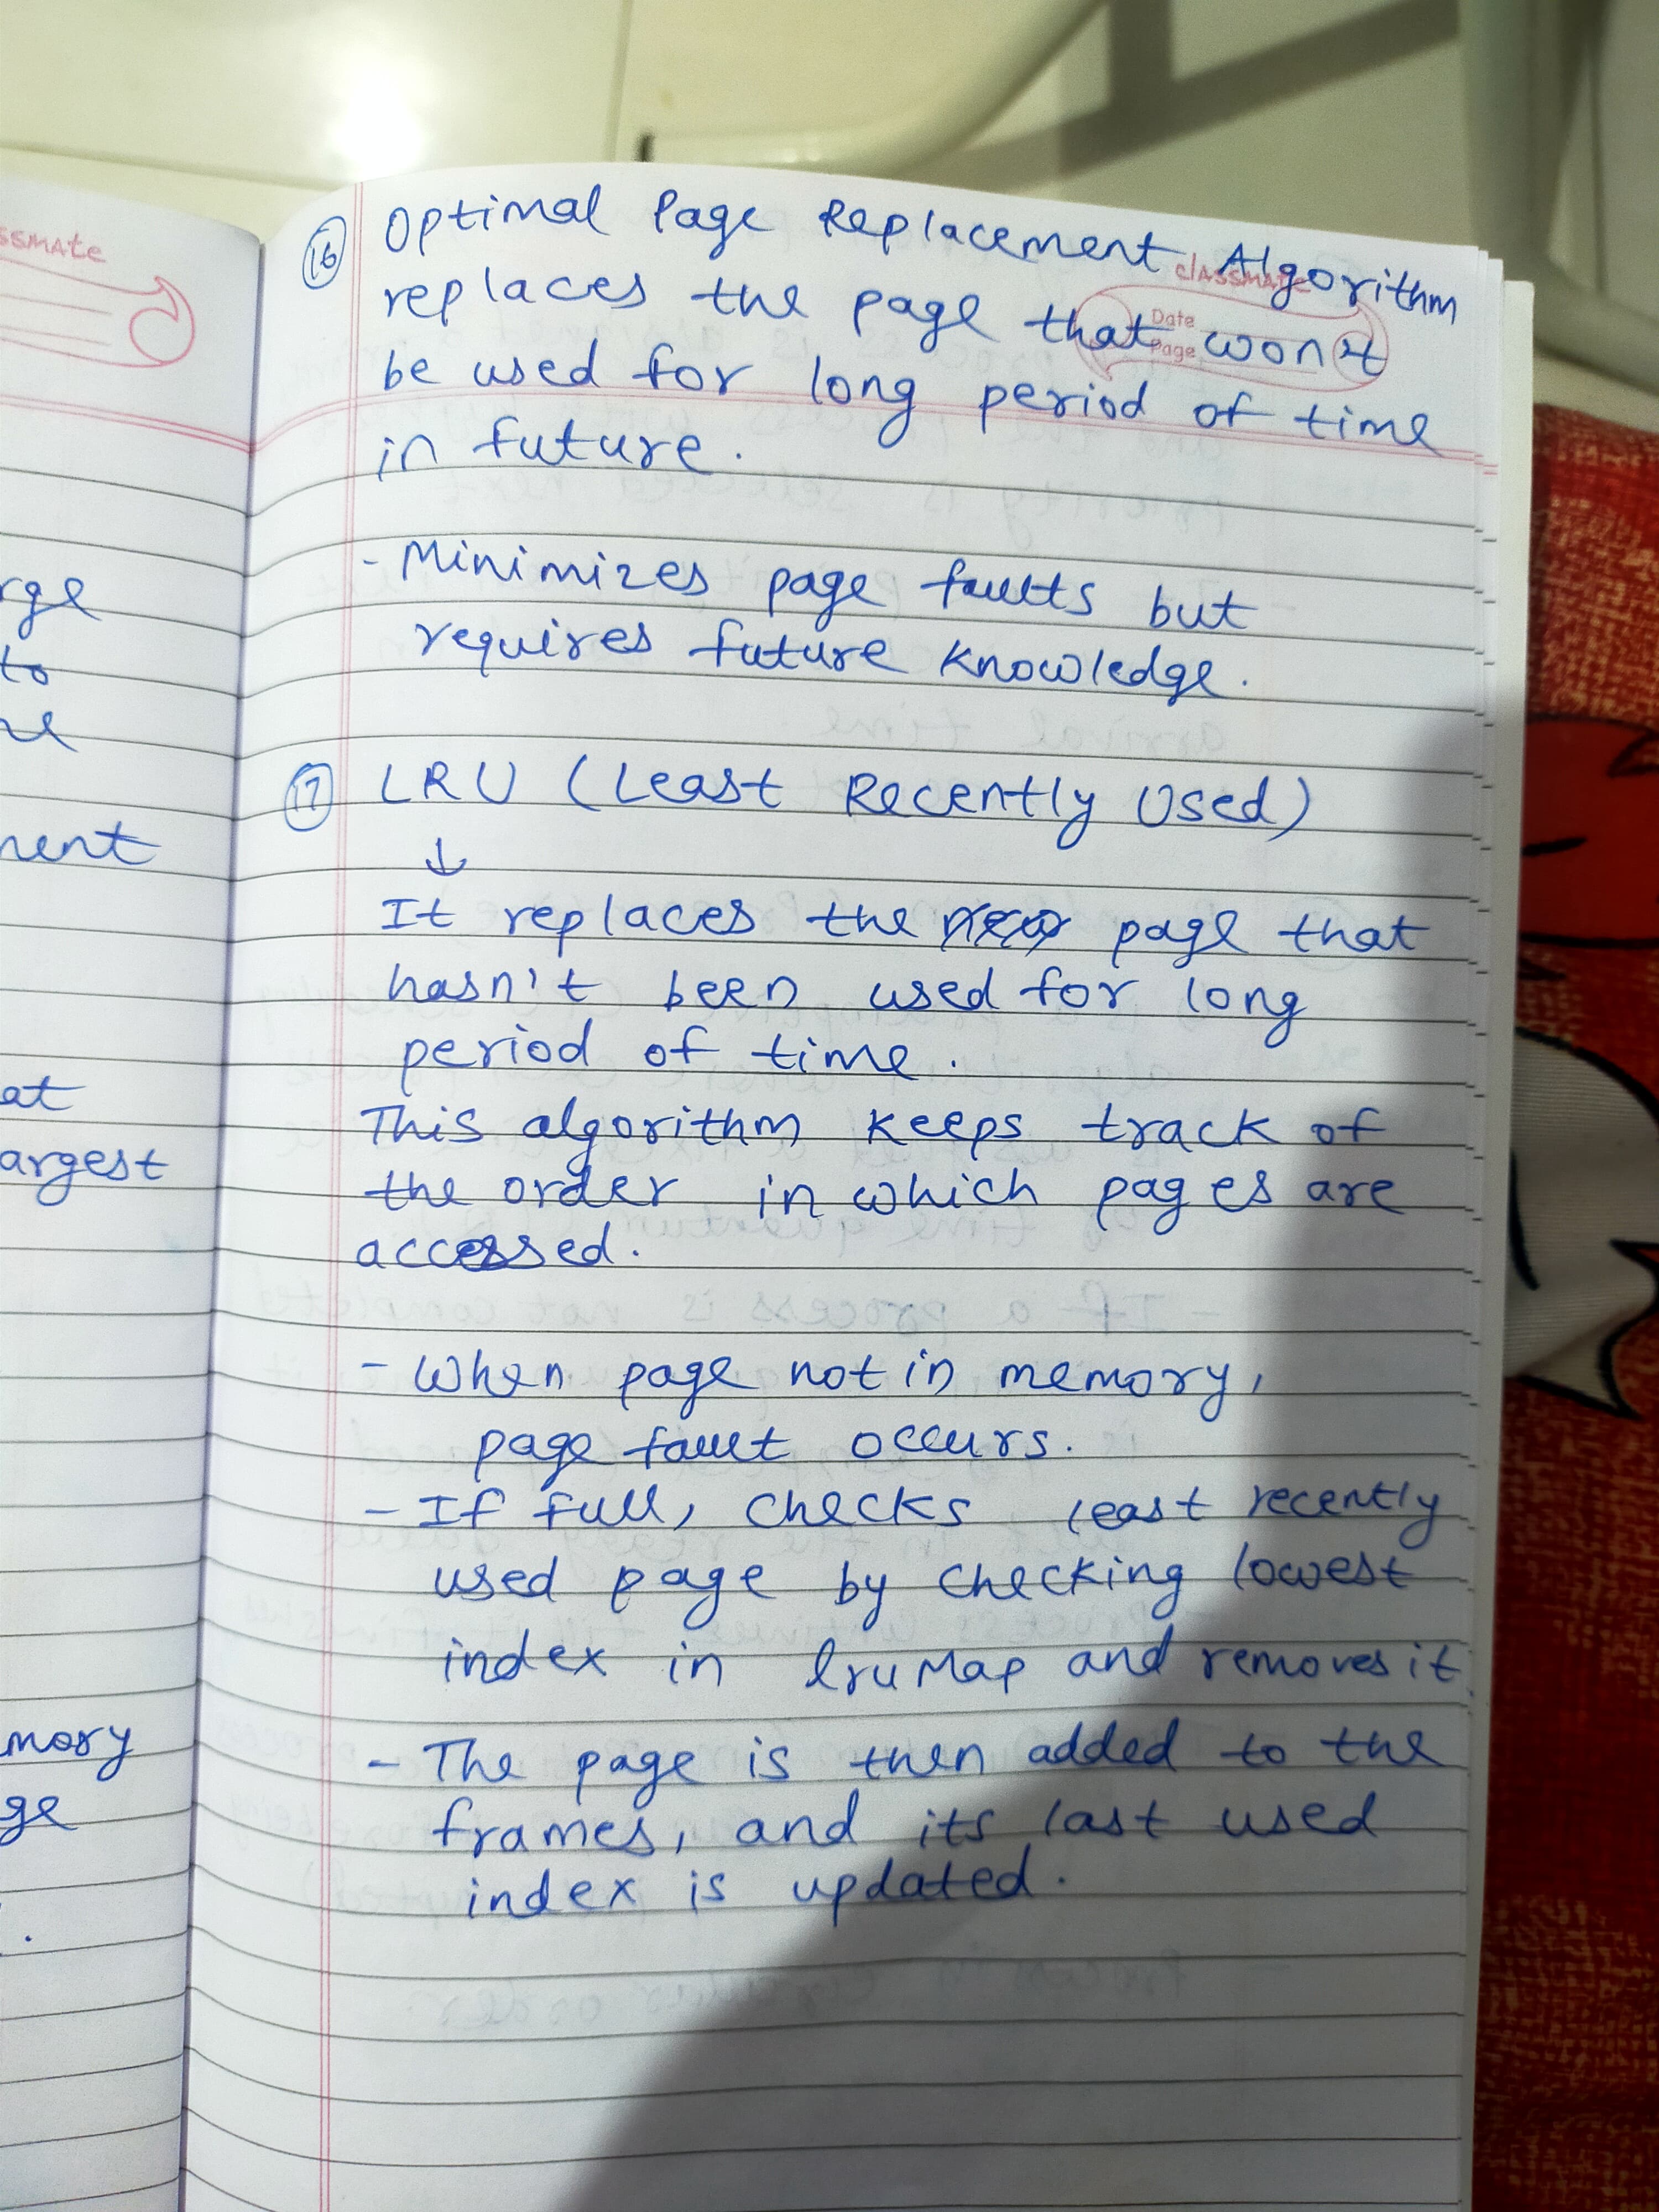 ssmate
rge
to
ne
nent
at
argest
mory
ge
.
classmate
Date
Page
16 Optimal Page Replacement Algorithm
replaces the page that won't
be used for long period of time
in future.
- Minimizes page faults but
requires future knowledge.
17 LRU (Least Recently Used)
↓
It replaces the page that
hasn't been used for long
period of time.
This algorithm keeps track of
the order in which pages are
accessed.
- When page not in memory,
page fault occurs.
- If full, checks least recently
used page by checking lowest
index in lruMap and removes it
- The page is then added to the
frames, and its last used
index is updated.